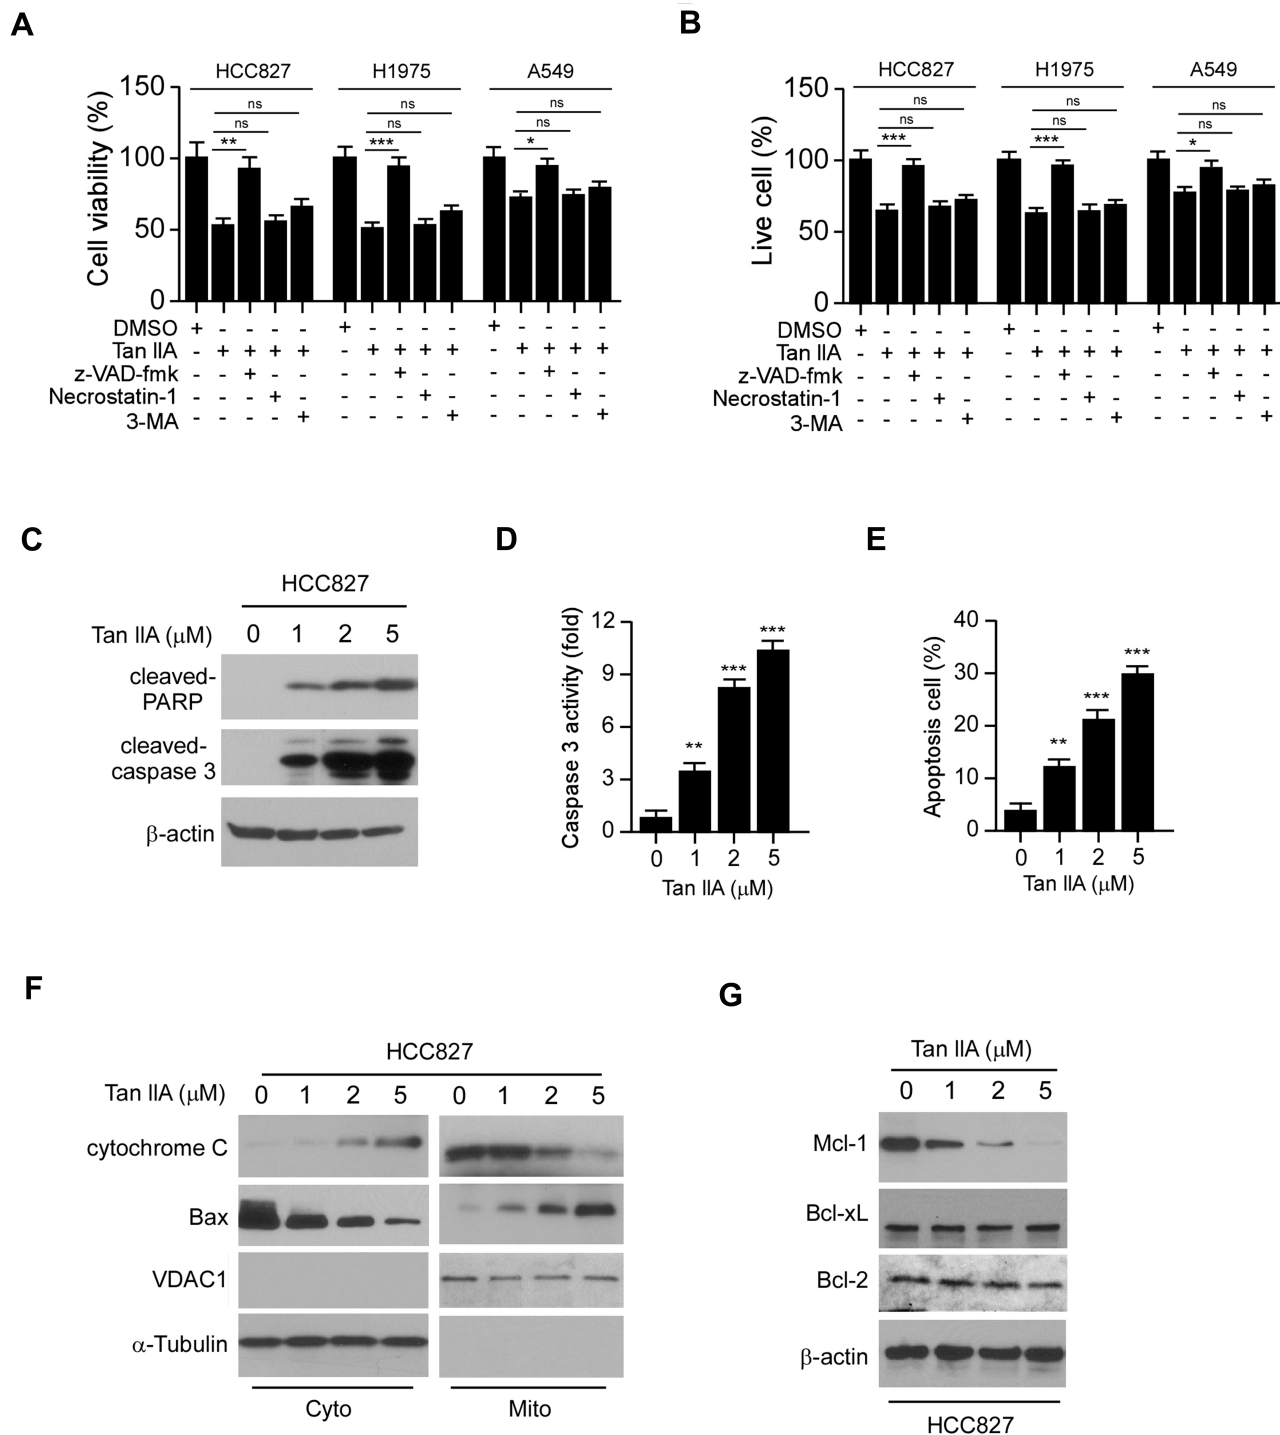 A
HCC827 H1975 A549
150
100
50
0
Cell viability (%)
ns ns ns
ns ns ns
** *** *
DMSO + - - - - + - - - - + - - - -
Tan IIA - + + + + - + + + + - + + + +
z-VAD-fmk - - + - - - - + - - - - + - -
Necrostatin-1 - - - + - - - - + - - - - + -
3-MA - - - - + - - - - + - - - - +
B
HCC827 H1975 A549
150
100
50
0
Live cell (%)
ns ns ns
ns ns ns
*** *** *
DMSO + - - - - + - - - - + - - - -
Tan IIA - + + + + - + + + + - + + + +
z-VAD-fmk - - + - - - - + - - - - + - -
Necrostatin-1 - - - + - - - - + - - - - + -
3-MA - - - - + - - - - + - - - - +
C
HCC827
Tan IIA (μM) 0 1 2 5
cleaved-
PARP
cleaved-
caspase 3
β-actin
D
Caspase 3 activity (fold)
12
9
6
3
0
** *** ***
0 1 2 5
Tan IIA (μM)
E
Apoptosis cell (%)
40
30
20
10
0
** *** ***
0 1 2 5
Tan IIA (μM)
F
HCC827
Tan IIA (μM) 0 1 2 5 0 1 2 5
cytochrome C
Bax
VDAC1
α-Tubulin
Cyto Mito
G
Tan IIA (μM)
0 1 2 5
Mcl-1
Bcl-xL
Bcl-2
β-actin
HCC827